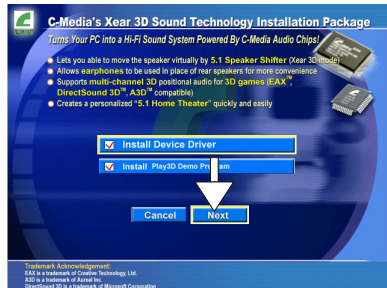 C-Media's Xear 3D Sound Technology Installation Package
Turns Your PC into a Hi-Fi Sound System Powered By C-Media Audio Chips!
Lets you able to move the speaker virtually by 5.1 Speaker Shifter (Xear 3D mode)
Allows earphones to be used in place of rear speakers for more convenience
Supports multi-channel 3D positional audio for 3D games (EAX™,
DirectSound 3D™, A3D™ compatible)
Creates a personalized "5.1 Home Theater" quickly and easily
Install Device Driver
Install Play3D Demo Program
Cancel Next
Trademark Acknowledgement:
EAX is a trademark of Creative Technology, Ltd.
A3D is a trademark of Aureal Inc.
DirectSound 3D is a trademark of Microsoft Corporation